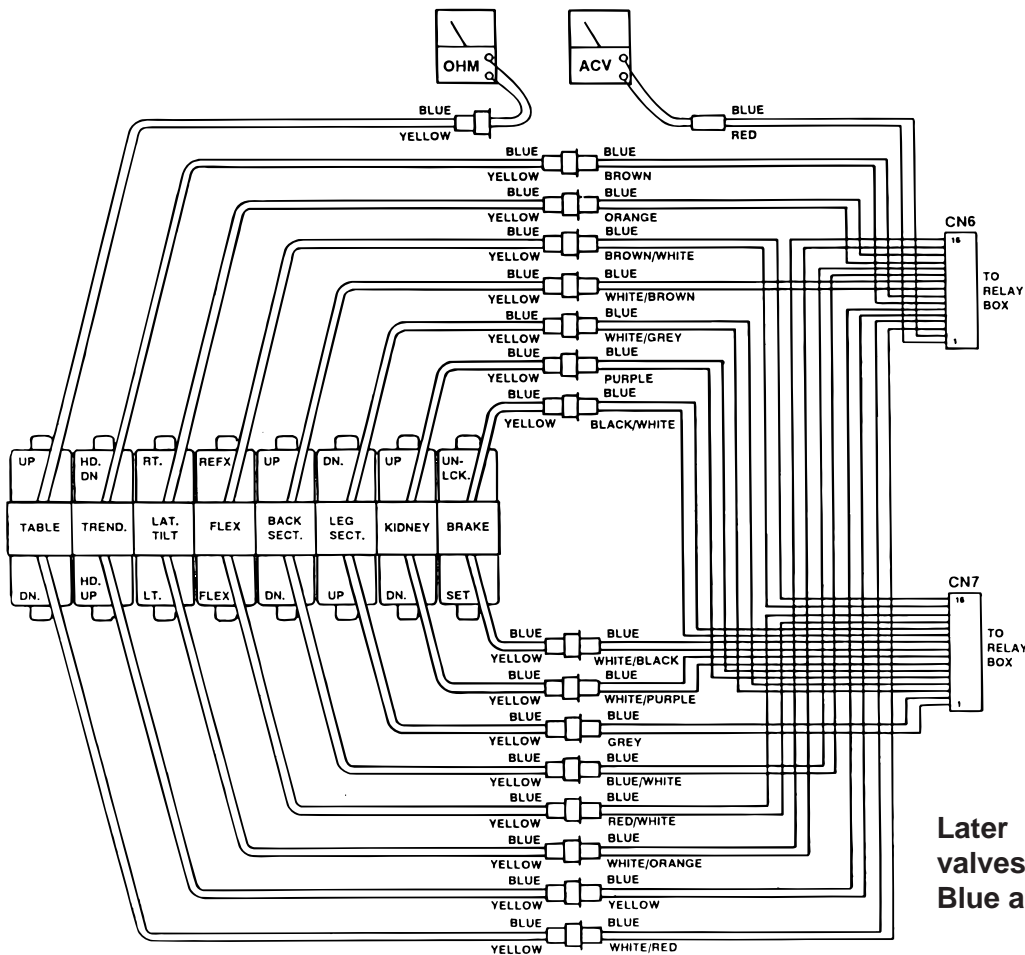 OHM ACV
BLUE BLUE
YELLOW RED
BLUE BLUE
YELLOW BROWN
BLUE BLUE
YELLOW ORANGE
BLUE BLUE
YELLOW BROWN/WHITE
BLUE BLUE
YELLOW WHITE/BROWN
BLUE BLUE
YELLOW WHITE/GREY
BLUE BLUE
YELLOW PURPLE
BLUE BLUE
YELLOW BLACK/WHITE
CN6
16
TO
RELAY
BOX
1
UP HD. DN RT. REFX UP DN. UP UN-LCK.
TABLE TREND. LAT. TILT FLEX BACK SECT. LEG SECT. KIDNEY BRAKE
DN. HD. UP LT. FLEX DN. UP DN. SET
CN7
16
TO
RELAY
BOX
1
BLUE BLUE
YELLOW WHITE/BLACK
BLUE BLUE
YELLOW WHITE/PURPLE
BLUE BLUE
YELLOW GREY
BLUE BLUE
YELLOW BLUE/WHITE
BLUE BLUE
YELLOW RED/WHITE
BLUE BLUE
YELLOW WHITE/ORANGE
BLUE BLUE
YELLOW YELLOW
BLUE BLUE
YELLOW WHITE/RED
Later
valves
Blue a